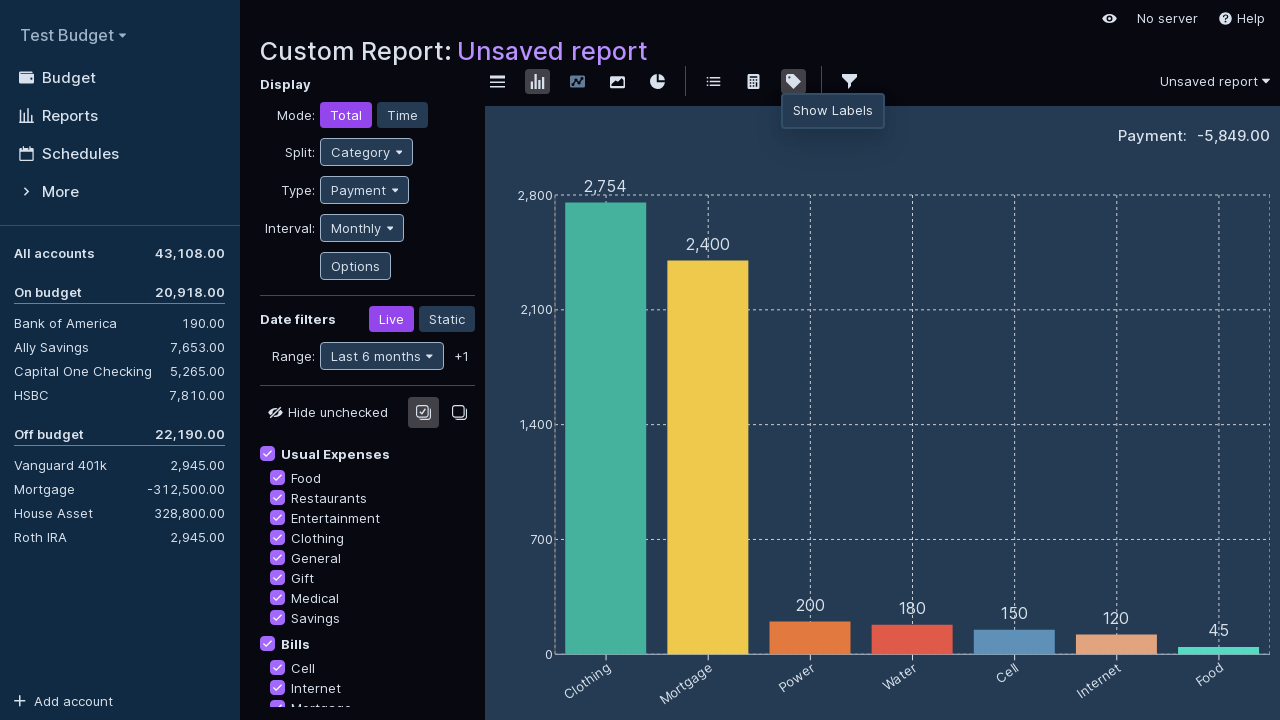 Test Budget
Budget
Reports
Schedules
More
All accounts 43,108.00
On budget 20,918.00
Bank of America 190.00
Ally Savings 7,653.00
Capital One Checking 5,265.00
HSBC 7,810.00
Off budget 22,190.00
Vanguard 401k 2,945.00
Mortgage -312,500.00
House Asset 328,800.00
Roth IRA 2,945.00
Add account
No server Help
Custom Report: Unsaved report
Display
Mode: Total Time
Split: Category
Type: Payment
Interval: Monthly
Options
Date filters Live Static
Range: Last 6 months +1
Hide unchecked
Usual Expenses
Food
Restaurants
Entertainment
Clothing
General
Gift
Medical
Savings
Bills
Cell
Internet
Mortgage
Unsaved report
Show Labels
Payment: -5,849.00
2,800
2,100
1,400
700
0
2,754
2,400
200
180
150
120
45
Clothing
Mortgage
Power
Water
Cell
Internet
Food